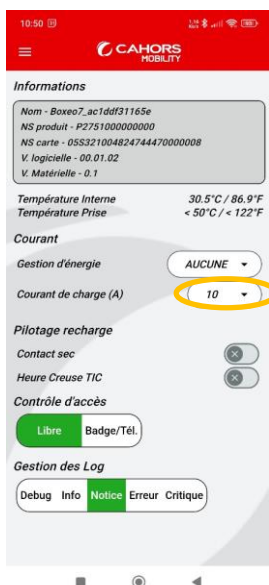 10:50
CAHORS
MOBILITY
Informations
Nom - Boxeo7_ac1ddf31165e
NS produit - P2751000000000
NS carte - 05S321004824744470000008
V. logicielle - 00.01.02
V. Matérielle - 0.1
Température Interne 30.5°C / 86.9°F
Température Prise < 50°C / < 122°F
Courant
Gestion d'énergie AUCUNE
Courant de charge (A) 10
Pilotage recharge
Contact sec
Heure Creuse TIC
Contrôle d'accès
Libre Badge/Tél.
Gestion des Log
Debug Info Notice Erreur Critique